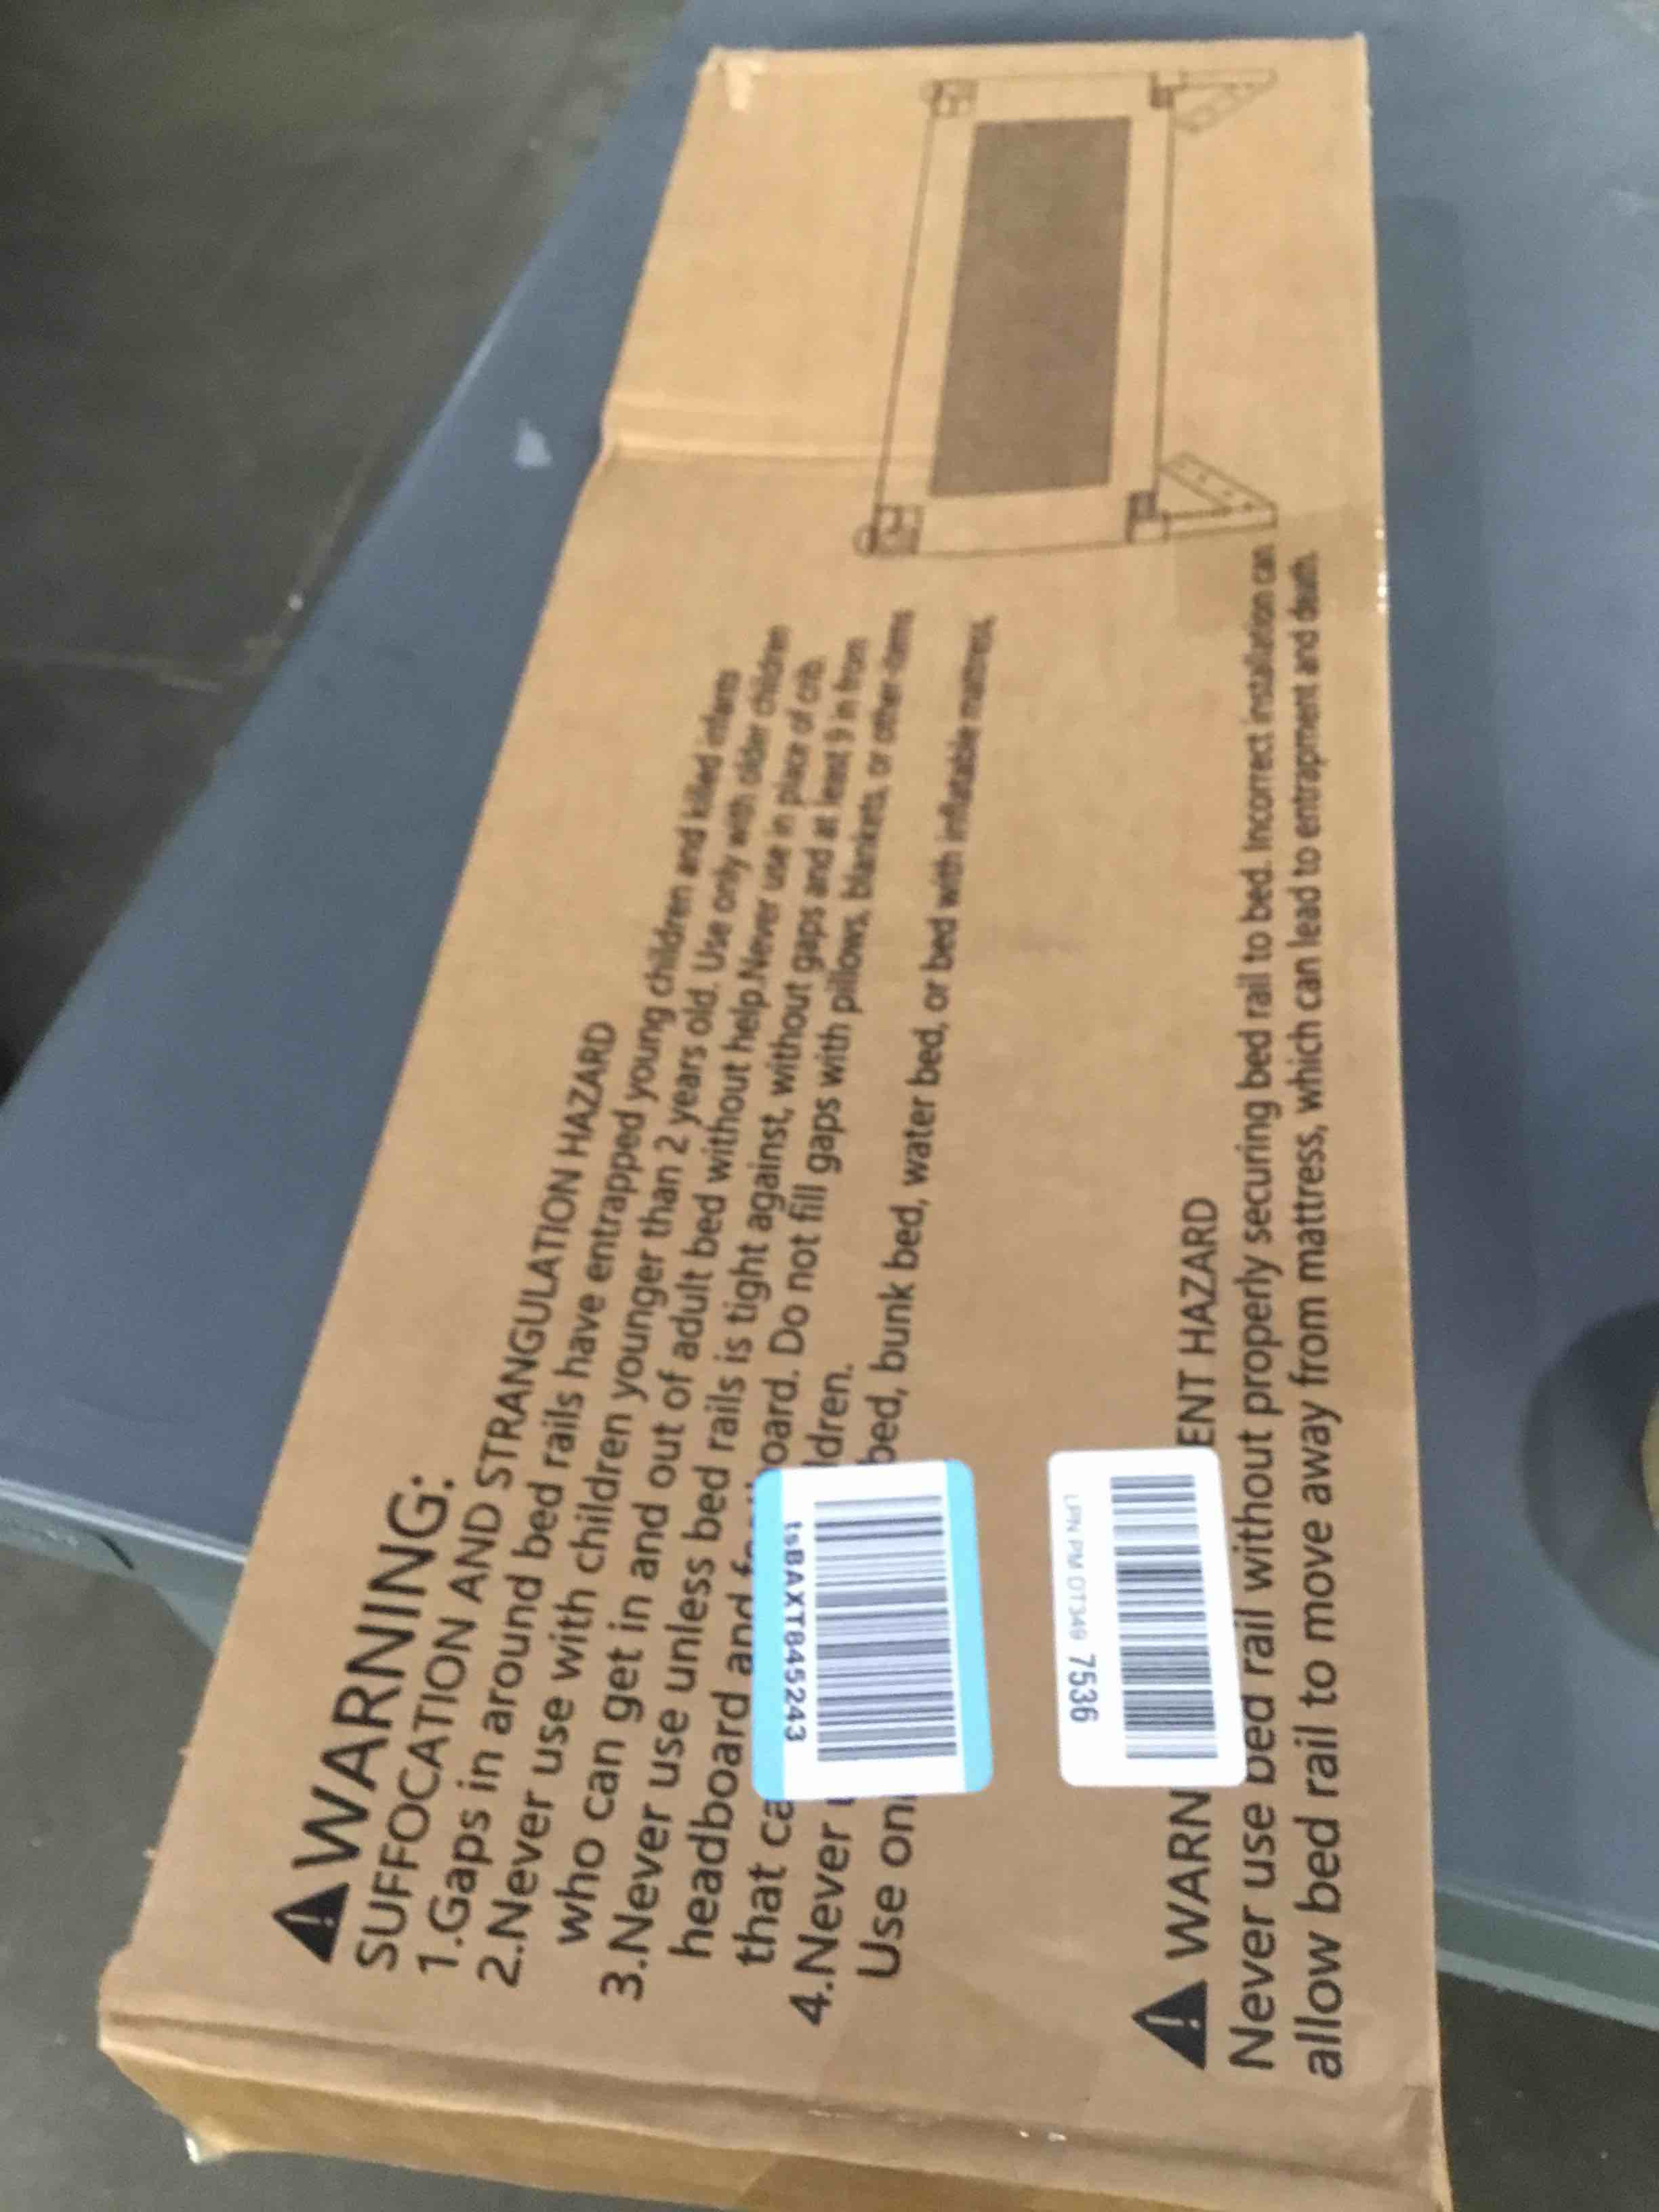 WARNING:
SUFFOCATION AND STRANGULATION HAZARD
1.Gaps in around bed rails have entrapped young children and killed infants
2.Never use with children younger than 2 years old. Use only with older children
who can get in and out of adult bed without help.Never use in place of crib.
3.Never use unless bed rails is tight against, without gaps and at least 9 in from
headboard and oard. Do not fill gaps with pillows, blankets, or other
that ca ldren.
4.Never bed, bunk bed, water bed, or bed with inflatable mattress,
Use on
tsBAXT845243
LPN PM 0T349 7536
WARN ENT HAZARD
Never use bed rail without properly securing bed rail to bed. Incorrect installation can
allow bed rail to move away from mattress, which can lead to entrapment and death.